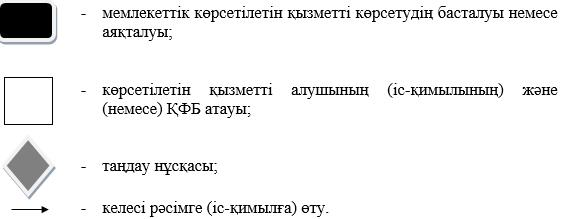 - мемлекеттік көрсетілетін қызметті көрсетудің басталуы немесе
аяқталуы;
- көрсетілетін қызметті алушының (іс-қимылының) және
(немесе) ҚФБ атауы;
- таңдау нұсқасы;
- келесі рәсімге (іс-қимылға) өту.